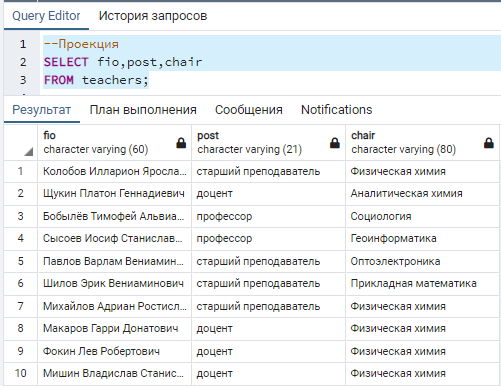 Query Editor История запросов
1 --Проекция
2 SELECT fio,post,chair
3 FROM teachers;
Результат План выполнения Сообщения Notifications
fio post chair
character varying (60) character varying (21) character varying (80)
1 Колобов Илларион Яросла... старший преподаватель Физическая химия
2 Щукин Платон Геннадиевич доцент Аналитическая химия
3 Бобылёв Тимофей Альвиа... профессор Социология
4 Сысоев Иосиф Станислав... профессор Геоинформатика
5 Павлов Варлам Вениамин... старший преподаватель Оптоэлектроника
6 Шилов Эрик Вениаминович старший преподаватель Прикладная математика
7 Михайлов Адриан Ростисл... старший преподаватель Физическая химия
8 Макаров Гарри Донатович доцент Физическая химия
9 Фокин Лев Робертович доцент Физическая химия
10 Мишин Владислав Станис... доцент Физическая химия